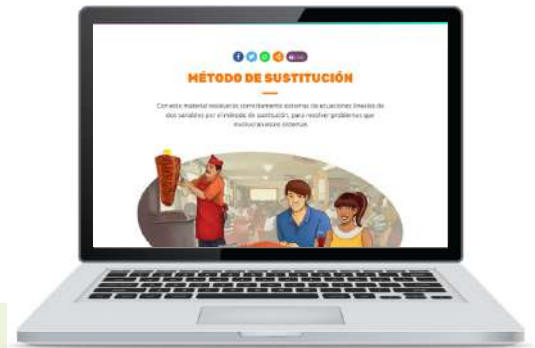 MÉTODO DE SUSTITUCIÓN
Con este material resolverás correctamente sistemas de ecuaciones lineales de
dos variables por el método de sustitución, para resolver problemas que
involucran estos sistemas.